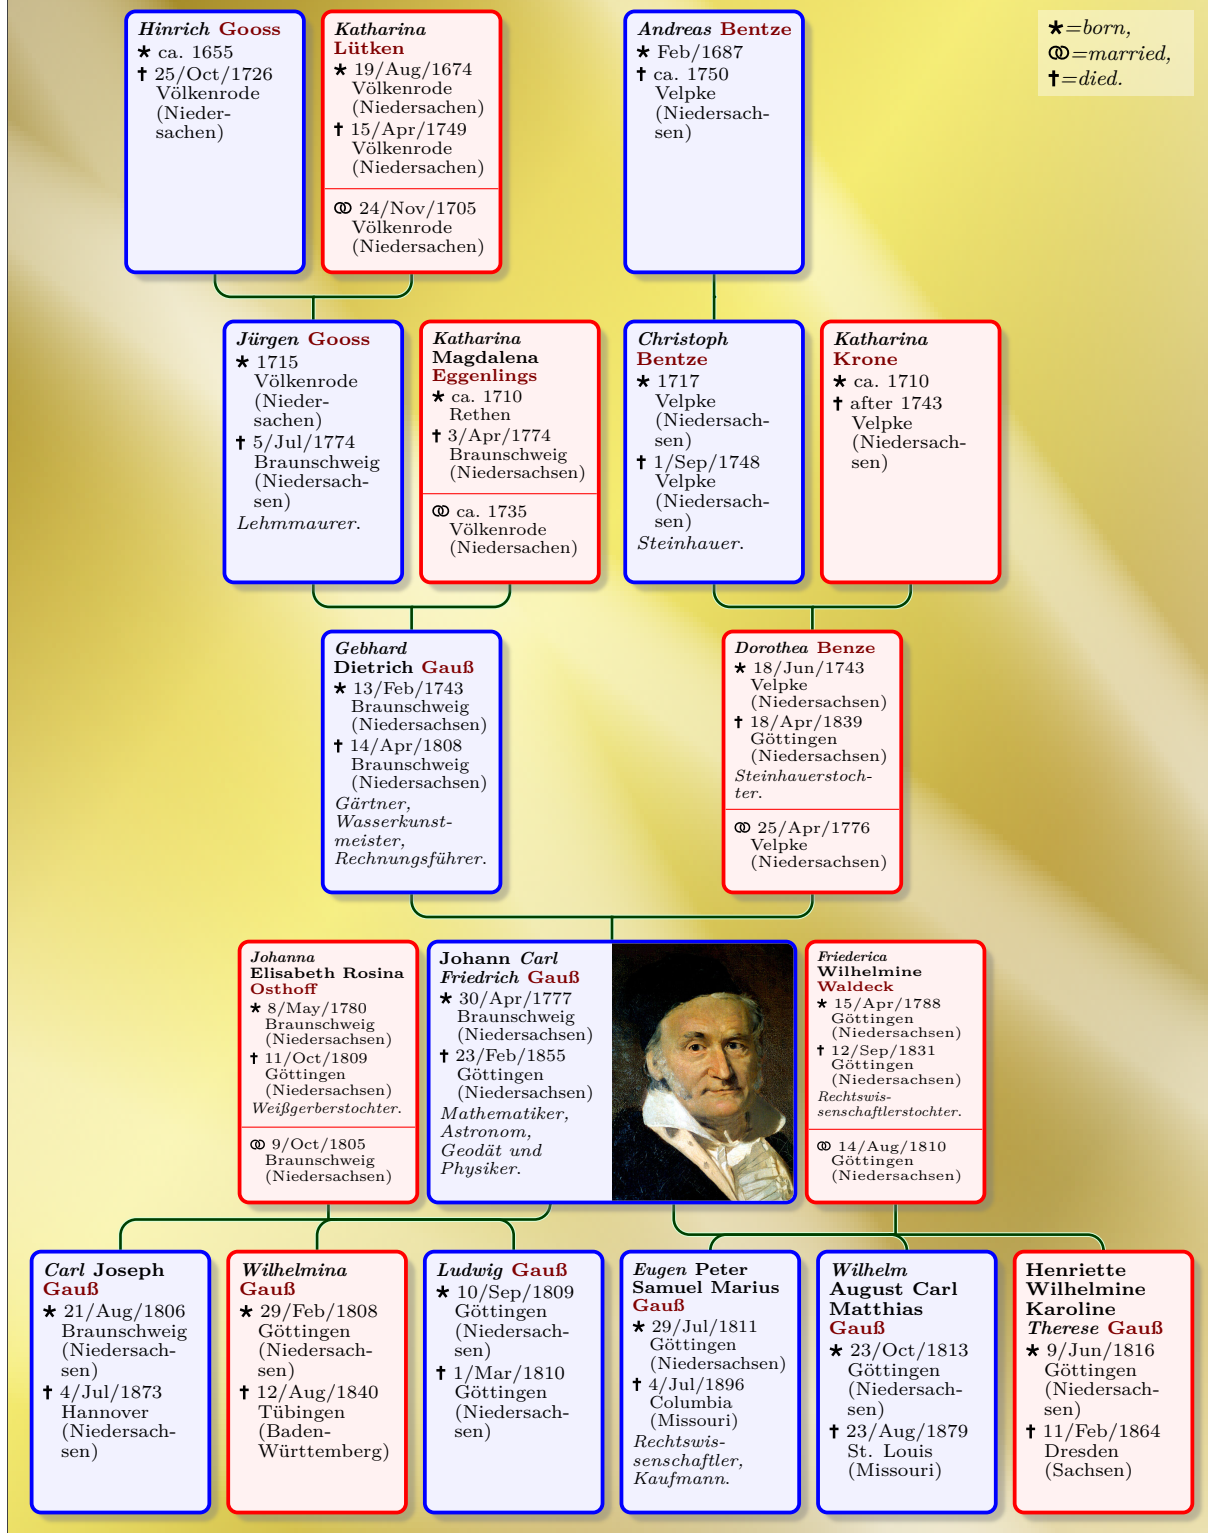 Hinrich Gooss
★ ca. 1655
† 25/Oct/1726
Völkenrode
(Nieder-
sachen)
Katharina
Lütken
★ 19/Aug/1674
Völkenrode
(Niedersachen)
† 15/Apr/1749
Völkenrode
(Niedersachen)
⚭ 24/Nov/1705
Völkenrode
(Niedersachen)
Andreas Bentze
★ Feb/1687
† ca. 1750
Velpke
(Niedersach-
sen)
★=born,
⚭=married,
†=died.
Jürgen Gooss
★ 1715
Völkenrode
(Nieder-
sachen)
† 5/Jul/1774
Braunschweig
(Niedersach-
sen)
Lehmmaurer.
Katharina
Magdalena
Eggenlings
★ ca. 1710
Rethen
† 3/Apr/1774
Braunschweig
(Niedersachsen)
⚭ ca. 1735
Völkenrode
(Niedersachen)
Christoph
Bentze
★ 1717
Velpke
(Niedersach-
sen)
† 1/Sep/1748
Velpke
(Niedersach-
sen)
Steinhauer.
Katharina
Krone
★ ca. 1710
† after 1743
Velpke
(Niedersach-
sen)
Gebhard
Dietrich Gauß
★ 13/Feb/1743
Braunschweig
(Niedersachsen)
† 14/Apr/1808
Braunschweig
(Niedersachsen)
Gärtner,
Wasserkunst-
meister,
Rechnungsführer.
Dorothea Benze
★ 18/Jun/1743
Velpke
(Niedersachsen)
† 18/Apr/1839
Göttingen
(Niedersachsen)
Steinhauerstoch-
ter.
⚭ 25/Apr/1776
Velpke
(Niedersachsen)
Johanna
Elisabeth Rosina
Osthoff
★ 8/May/1780
Braunschweig
(Niedersachsen)
† 11/Oct/1809
Göttingen
(Niedersachsen)
Weißgerberstochter.
⚭ 9/Oct/1805
Braunschweig
(Niedersachsen)
Johann Carl
Friedrich Gauß
★ 30/Apr/1777
Braunschweig
(Niedersachsen)
† 23/Feb/1855
Göttingen
(Niedersachsen)
Mathematiker,
Astronom,
Geodät und
Physiker.
Friederica
Wilhelmine
Waldeck
★ 15/Apr/1788
Göttingen
(Niedersachsen)
† 12/Sep/1831
Göttingen
(Niedersachsen)
Rechtswis-
senschaftlerstochter.
⚭ 14/Aug/1810
Göttingen
(Niedersachsen)
Carl Joseph
Gauß
★ 21/Aug/1806
Braunschweig
(Niedersach-
sen)
† 4/Jul/1873
Hannover
(Niedersach-
sen)
Wilhelmina
Gauß
★ 29/Feb/1808
Göttingen
(Niedersach-
sen)
† 12/Aug/1840
Tübingen
(Baden-
Württemberg)
Ludwig Gauß
★ 10/Sep/1809
Göttingen
(Niedersach-
sen)
† 1/Mar/1810
Göttingen
(Niedersach-
sen)
Eugen Peter
Samuel Marius
Gauß
★ 29/Jul/1811
Göttingen
(Niedersachsen)
† 4/Jul/1896
Columbia
(Missouri)
Rechtswis-
senschaftler,
Kaufmann.
Wilhelm
August Carl
Matthias
Gauß
★ 23/Oct/1813
Göttingen
(Niedersach-
sen)
† 23/Aug/1879
St. Louis
(Missouri)
Henriette
Wilhelmine
Karoline
Therese Gauß
★ 9/Jun/1816
Göttingen
(Niedersach-
sen)
† 11/Feb/1864
Dresden
(Sachsen)